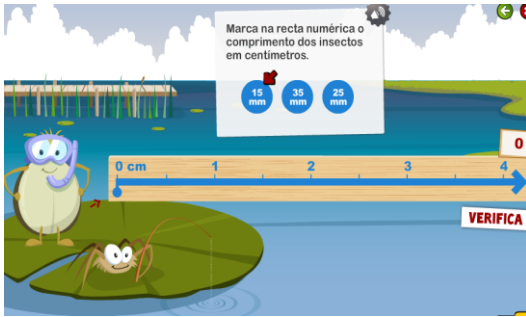 Marca na recta numérica o
comprimento dos insectos
em centímetros.
15
mm
35
mm
25
mm
0
0 cm 1 2 3 4
VERIFICA